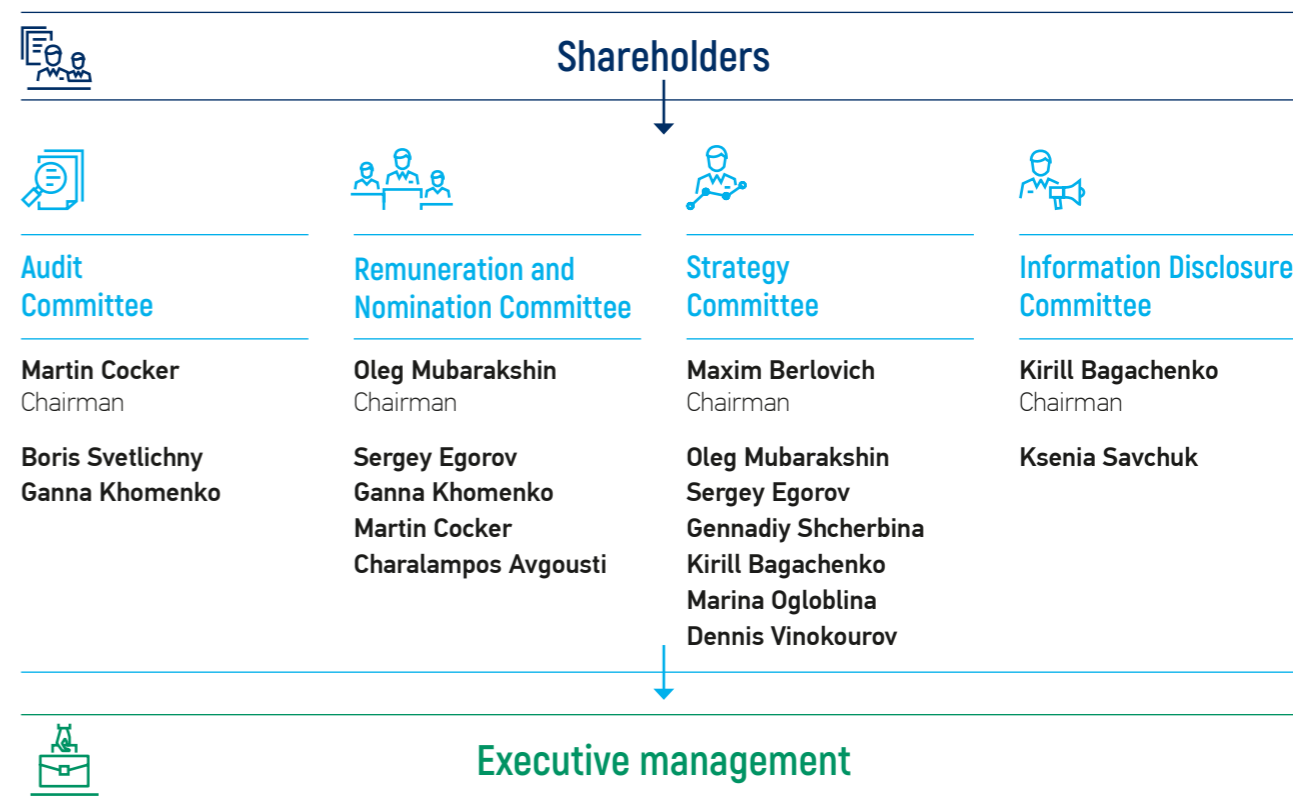 Shareholders
Audit
Committee
Martin Cocker
Chairman
Boris Svetlichny
Ganna Khomenko
Remuneration and
Nomination Committee
Oleg Mubarakshin
Chairman
Sergey Egorov
Ganna Khomenko
Martin Cocker
Charalampos Avgousti
Strategy
Committee
Maxim Berlovich
Chairman
Oleg Mubarakshin
Sergey Egorov
Gennadiy Shcherbina
Kirill Bagachenko
Marina Ogloblina
Dennis Vinokourov
Information Disclosure
Committee
Kirill Bagachenko
Chairman
Ksenia Savchuk
Executive management